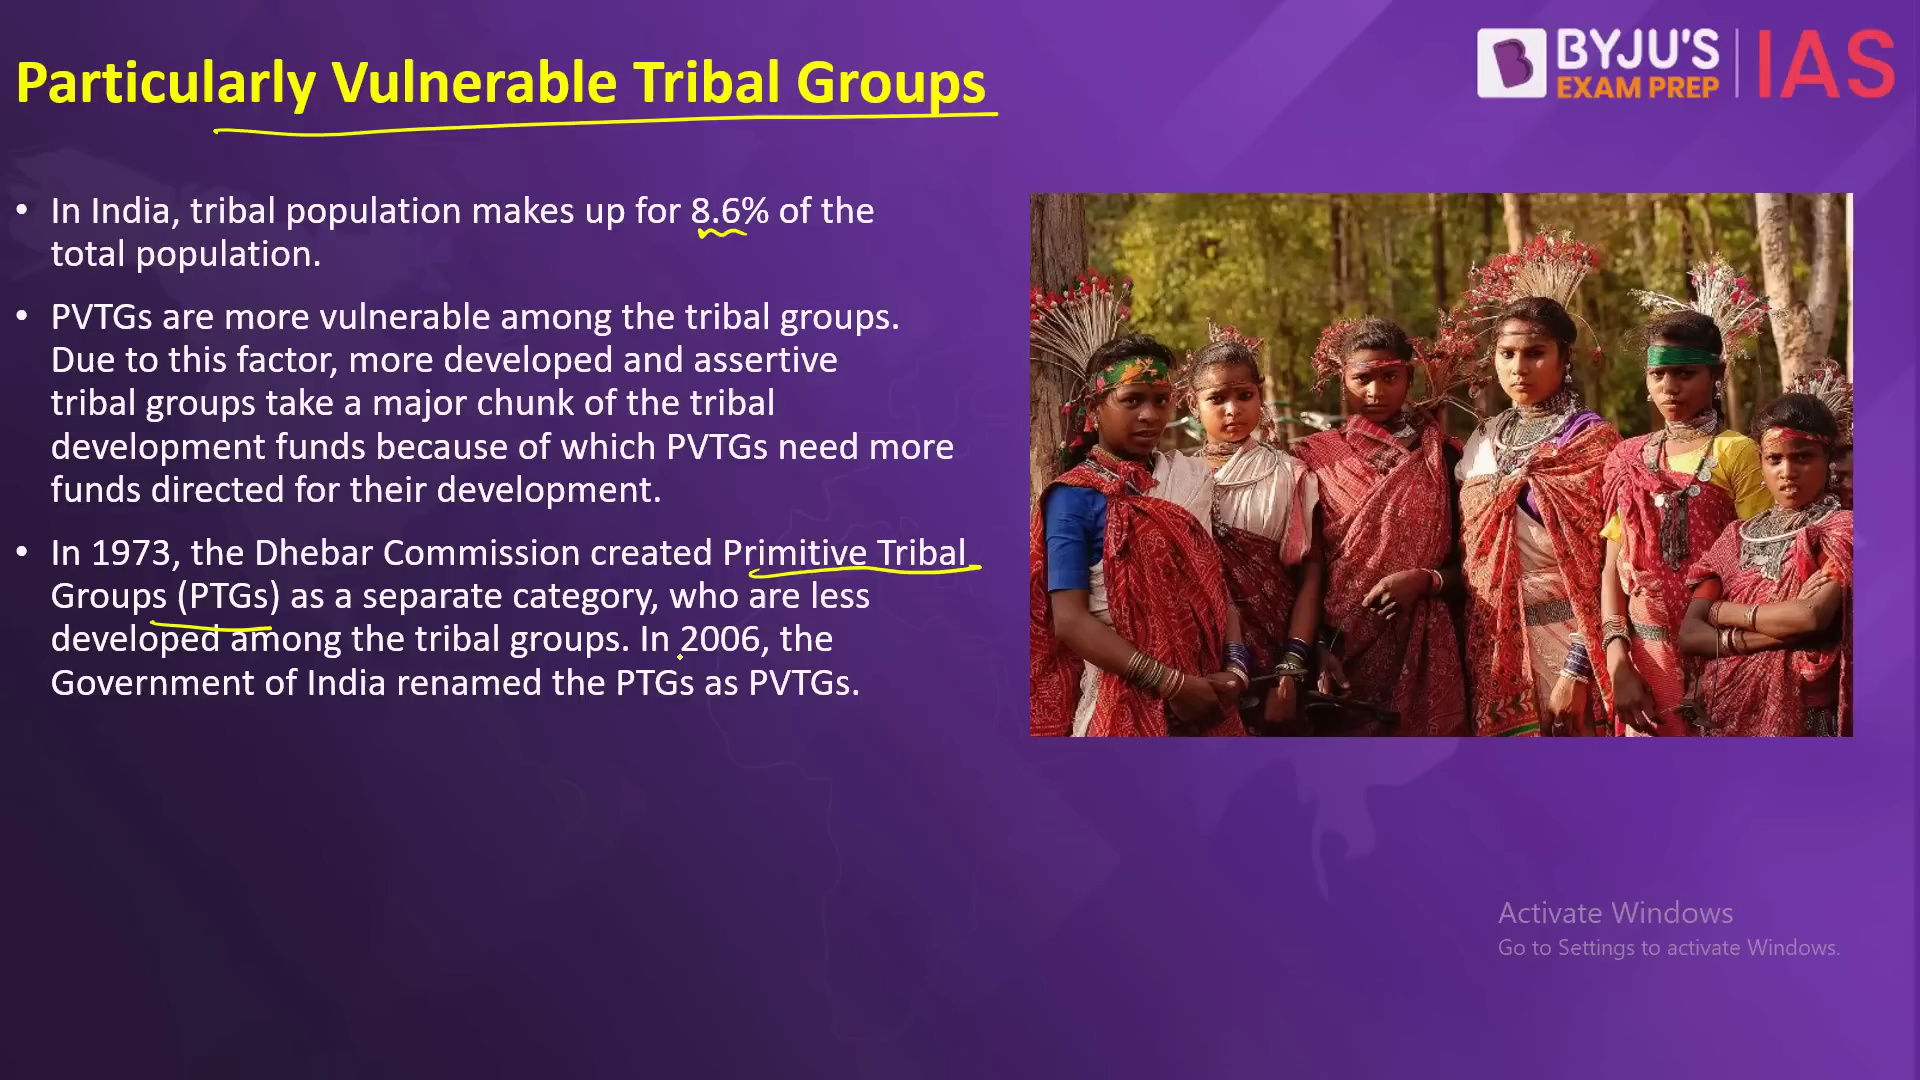 Particularly Vulnerable Tribal Groups
BYJU'S
EXAM PREP
IAS
• In India, tribal population makes up for 8.6% of the
total population.
• PVTGs are more vulnerable among the tribal groups.
Due to this factor, more developed and assertive
tribal groups take a major chunk of the tribal
development funds because of which PVTGs need more
funds directed for their development.
• In 1973, the Dhebar Commission created Primitive Tribal
Groups (PTGs) as a separate category, who are less
developed among the tribal groups. In 2006, the
Government of India renamed the PTGs as PVTGs.
Activate Windows
Go to Settings to activate Windows.